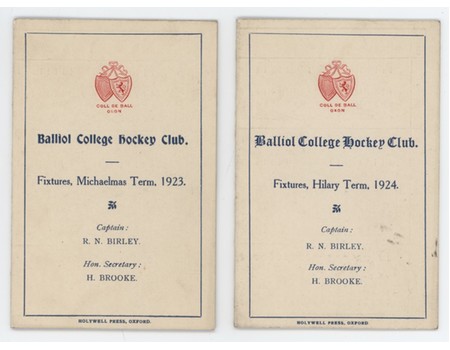 COLL DE BALL
OXON
Balliol College Hockey Club.
Fixtures, Michaelmas Term, 1923.
Captain:
R. N. BIRLEY.
Hon. Secretary:
H. BROOKE.
HOLYWELL PRESS, OXFORD.
COLL DE BALL
OXON
Balliol College Hockey Club.
Fixtures, Hilary Term, 1924.
Captain:
R. N. BIRLEY.
Hon. Secretary:
H. BROOKE.
HOLYWELL PRESS, OXFORD.